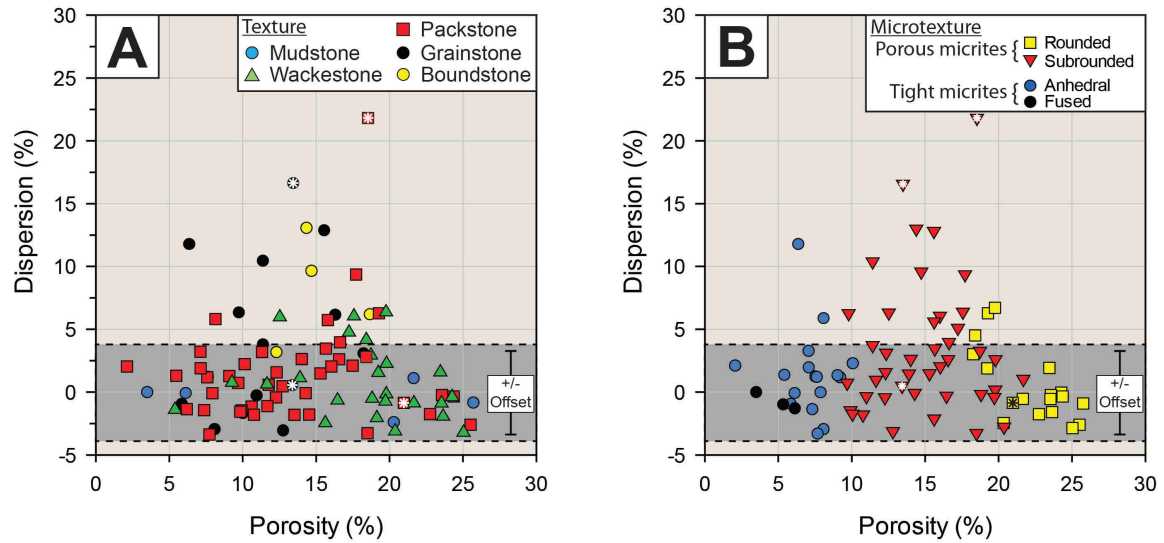 A
Texture
Mudstone
Wackestone
Packstone
Grainstone
Boundstone
Dispersion (%)
30
25
20
15
10
5
0
-5
+/-
Offset
0 5 10 15 20 25 30
Porosity (%)
B
Microtexture
Porous micrites { Rounded
Subrounded
Tight micrites { Anhedral
Fused
Dispersion (%)
30
25
20
15
10
5
0
-5
+/-
Offset
0 5 10 15 20 25 30
Porosity (%)